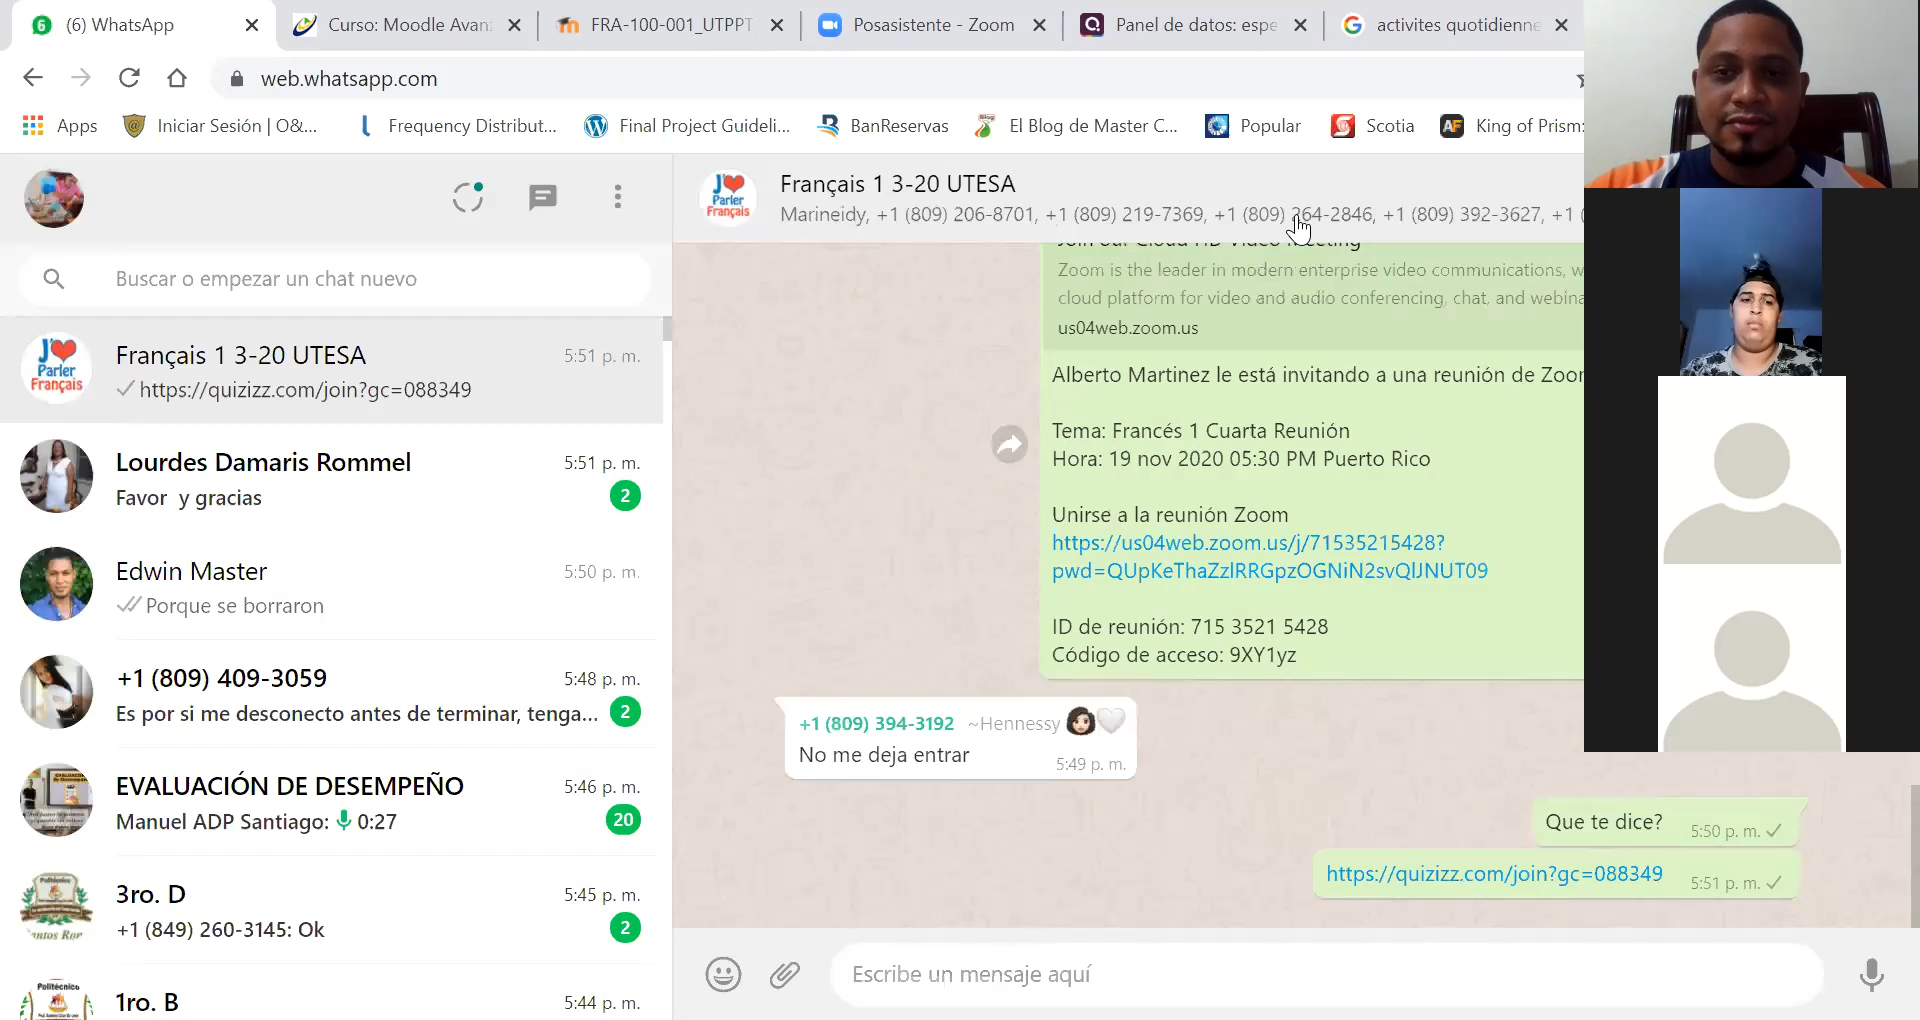 (6) WhatsApp
Curso: Moodle Avan
FRA-100-001_UTPPT
Posasistente - Zoom
Panel de datos: espe
activites quotidienne
web.whatsapp.com
Apps
Iniciar Sesión | O&...
Frequency Distribut...
Final Project Guideli...
BanReservas
El Blog de Master C...
Popular
Scotia
King of Prism:
Français 1 3-20 UTESA
Marineidy, +1 (809) 206-8701, +1 (809) 219-7369, +1 (809) 264-2846, +1 (809) 392-3627, +1 (
Buscar o empezar un chat nuevo
Français 1 3-20 UTESA
5:51 p. m.
https://quizizz.com/join?gc=088349
Lourdes Damaris Rommel
5:51 p. m.
Favor y gracias
2
Edwin Master
5:50 p. m.
Porque se borraron
+1 (809) 409-3059
5:48 p. m.
Es por si me desconecto antes de terminar, tenga...
2
EVALUACIÓN DE DESEMPEÑO
5:46 p. m.
Manuel ADP Santiago: 0:27
20
3ro. D
5:45 p. m.
+1 (849) 260-3145: Ok
2
1ro. B
5:44 p. m.
J'
Parler
Français
Join our Cloud HD Video Meeting
Zoom is the leader in modern enterprise video communications, w
cloud platform for video and audio conferencing, chat, and webina
us04web.zoom.us
Alberto Martinez le está invitando a una reunión de Zoom
Tema: Francés 1 Cuarta Reunión
Hora: 19 nov 2020 05:30 PM Puerto Rico
Unirse a la reunión Zoom
https://us04web.zoom.us/j/71535215428?
pwd=QUpKeThaZzlRRGpzOGNiN2svQlJNUT09
ID de reunión: 715 3521 5428
Código de acceso: 9XY1yz
+1 (809) 394-3192 ~Hennessy
No me deja entrar
5:49 p. m.
Que te dice?
5:50 p. m.
https://quizizz.com/join?gc=088349
5:51 p. m.
Escribe un mensaje aquí